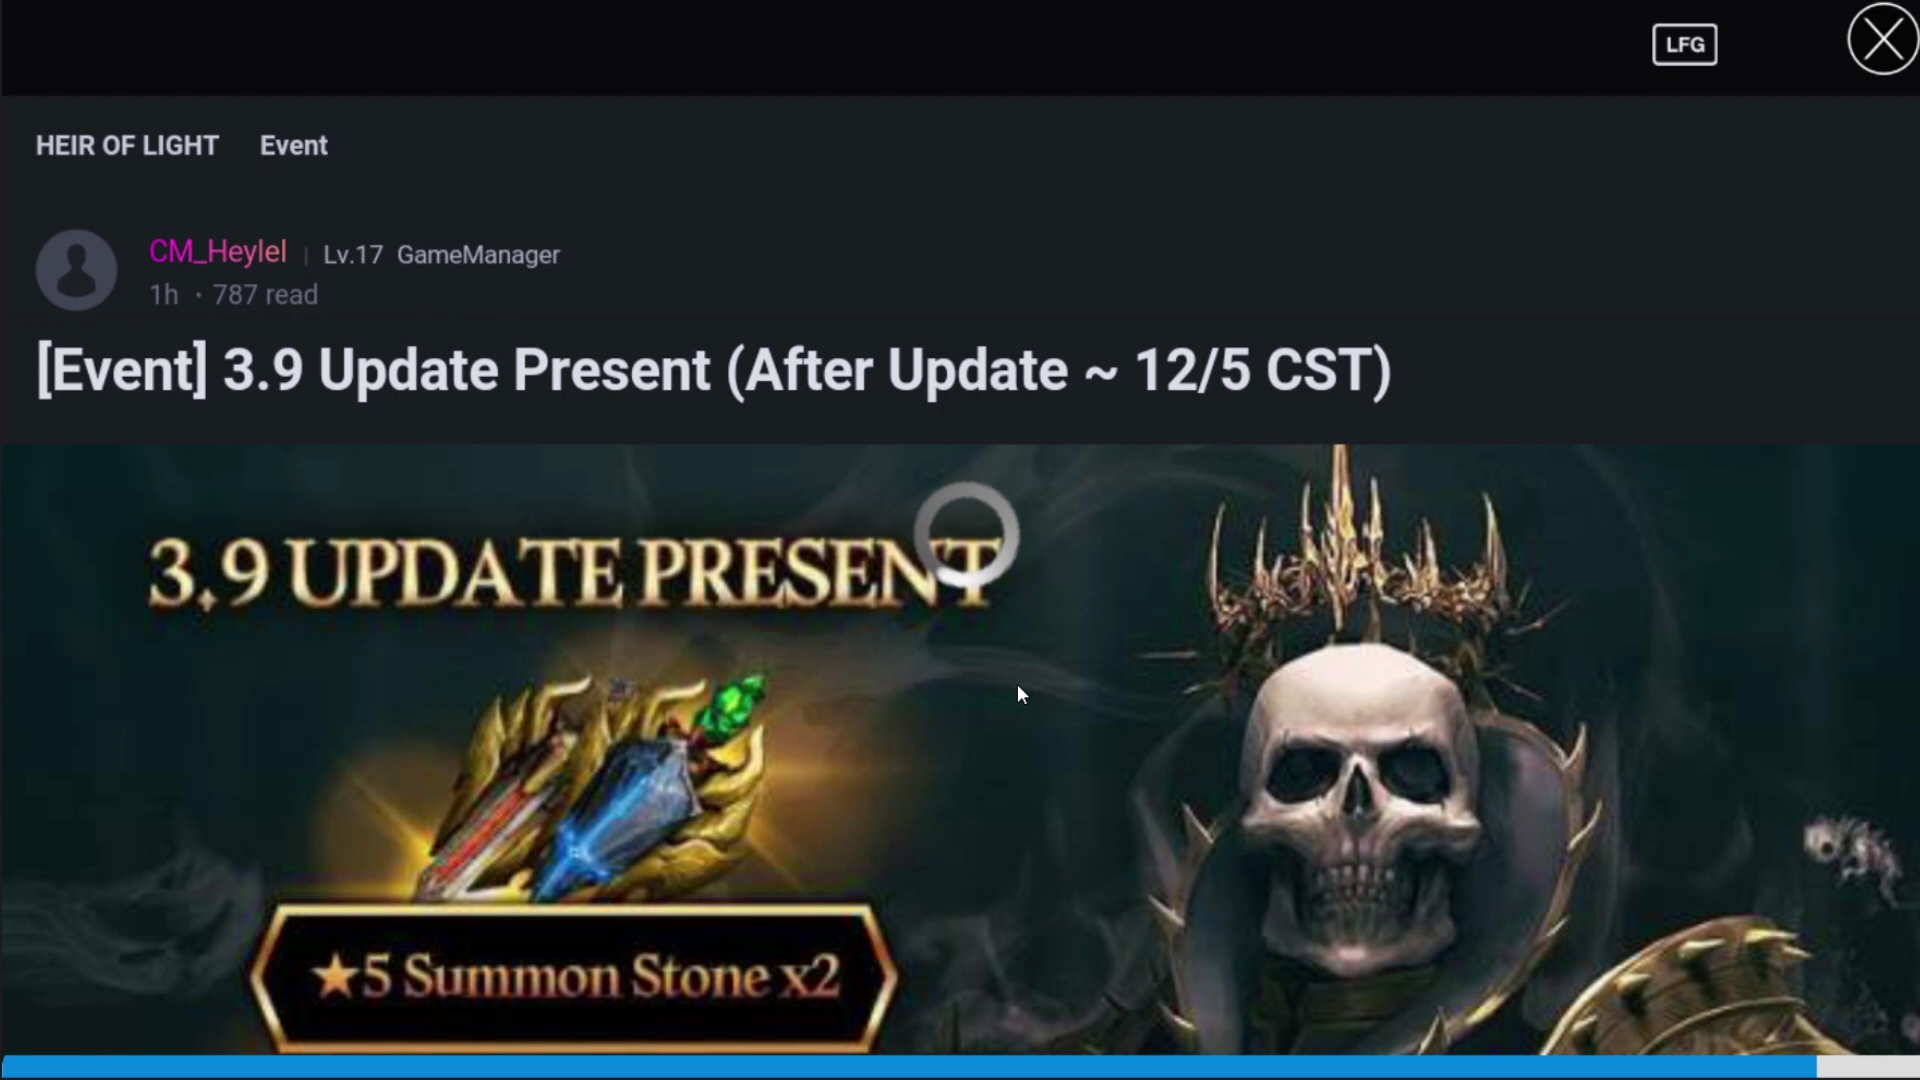 LFG
HEIR OF LIGHT Event
CM_Heylel | Lv.17 GameManager
1h · 787 read
[Event] 3.9 Update Present (After Update ~ 12/5 CST)
3.9 UPDATE PRESENT
★5 Summon Stone x2